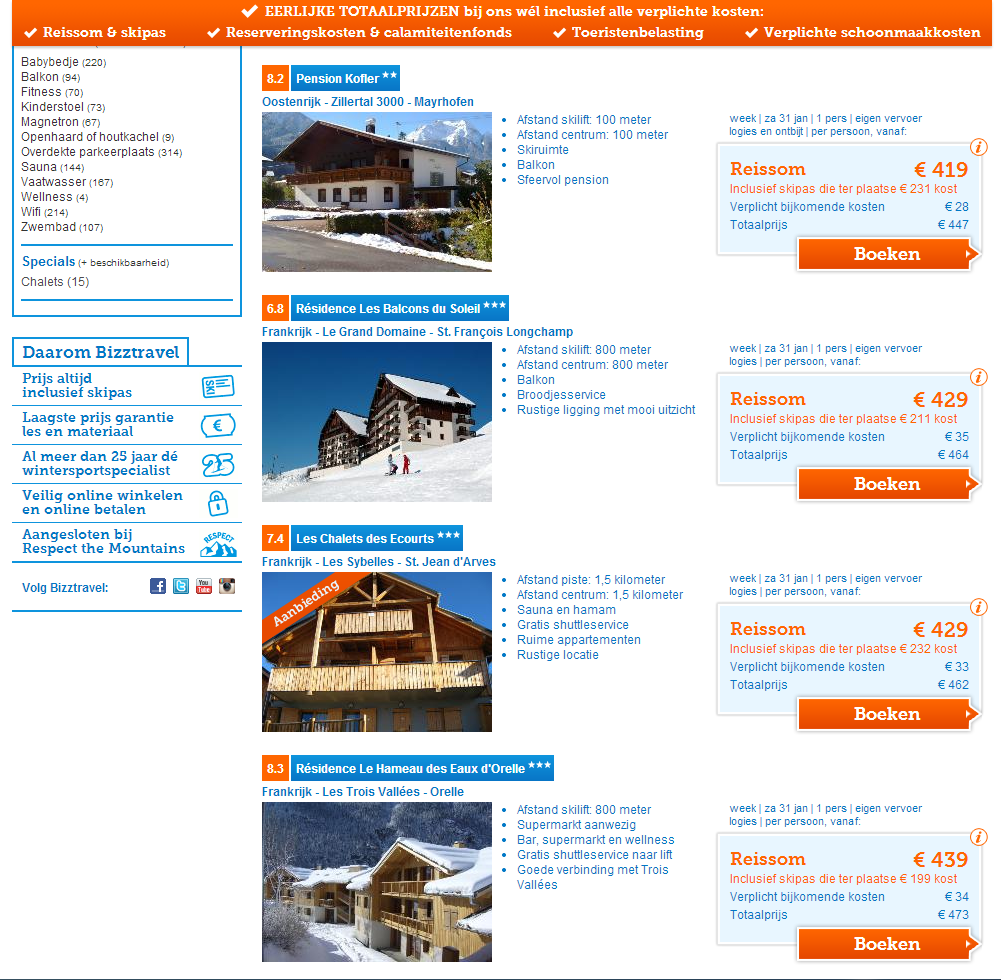 EERLIJKE TOTAALPRIJZEN bij ons wél inclusief alle verplichte kosten:
Reissom & skipas
Reserveringskosten & calamiteitenfonds
Toeristenbelasting
Verplichte schoonmaakkosten
Babybedje (220)
Balkon (94)
Fitness (70)
Kinderstoel (73)
Magnetron (67)
Openhaard of houtkachel (9)
Overdekte parkeerplaats (314)
Sauna (144)
Vaatwasser (167)
Wellness (4)
Wifi (214)
Zwembad (107)
Specials (+ beschikbaarheid)
Chalets (15)
Daarom Bizztravel
Prijs altijd
inclusief skipas
SKI
Laagste prijs garantie
les en materiaal
€
Al meer dan 25 jaar dé
wintersportspecialist
25
Veilig online winkelen
en online betalen
Aangesloten bij
Respect the Mountains
RESPECT
Volg Bizztravel:
You
Tube
8.2 Pension Kofler **
Oostenrijk - Zillertal 3000 - Mayrhofen
• Afstand skilift: 100 meter
• Afstand centrum: 100 meter
• Skiruimte
• Balkon
• Sfeervol pension
week | za 31 jan | 1 pers | eigen vervoer
logies en ontbijt | per persoon, vanaf:
i
Reissom € 419
Inclusief skipas die ter plaatse € 231 kost
Verplicht bijkomende kosten € 28
Totaalprijs € 447
Boeken
6.8 Résidence Les Balcons du Soleil ***
Frankrijk - Le Grand Domaine - St. François Longchamp
• Afstand skilift: 800 meter
• Afstand centrum: 800 meter
• Balkon
• Broodjesservice
• Rustige ligging met mooi uitzicht
week | za 31 jan | 1 pers | eigen vervoer
logies | per persoon, vanaf:
i
Reissom € 429
Inclusief skipas die ter plaatse € 211 kost
Verplicht bijkomende kosten € 35
Totaalprijs € 464
Boeken
7.4 Les Chalets des Ecourts ***
Frankrijk - Les Sybelles - St. Jean d'Arves
Aanbieding
• Afstand piste: 1,5 kilometer
• Afstand centrum: 1,5 kilometer
• Sauna en hamam
• Gratis shuttleservice
• Ruime appartementen
• Rustige locatie
week | za 31 jan | 1 pers | eigen vervoer
logies | per persoon, vanaf:
i
Reissom € 429
Inclusief skipas die ter plaatse € 232 kost
Verplicht bijkomende kosten € 33
Totaalprijs € 462
Boeken
8.3 Résidence Le Hameau des Eaux d'Orelle ***
Frankrijk - Les Trois Vallées - Orelle
• Afstand skilift: 800 meter
• Supermarkt aanwezig
• Bar, supermarkt en wellness
• Gratis shuttleservice naar lift
• Goede verbinding met Trois
Vallées
week | za 31 jan | 1 pers | eigen vervoer
logies | per persoon, vanaf:
i
Reissom € 439
Inclusief skipas die ter plaatse € 199 kost
Verplicht bijkomende kosten € 34
Totaalprijs € 473
Boeken